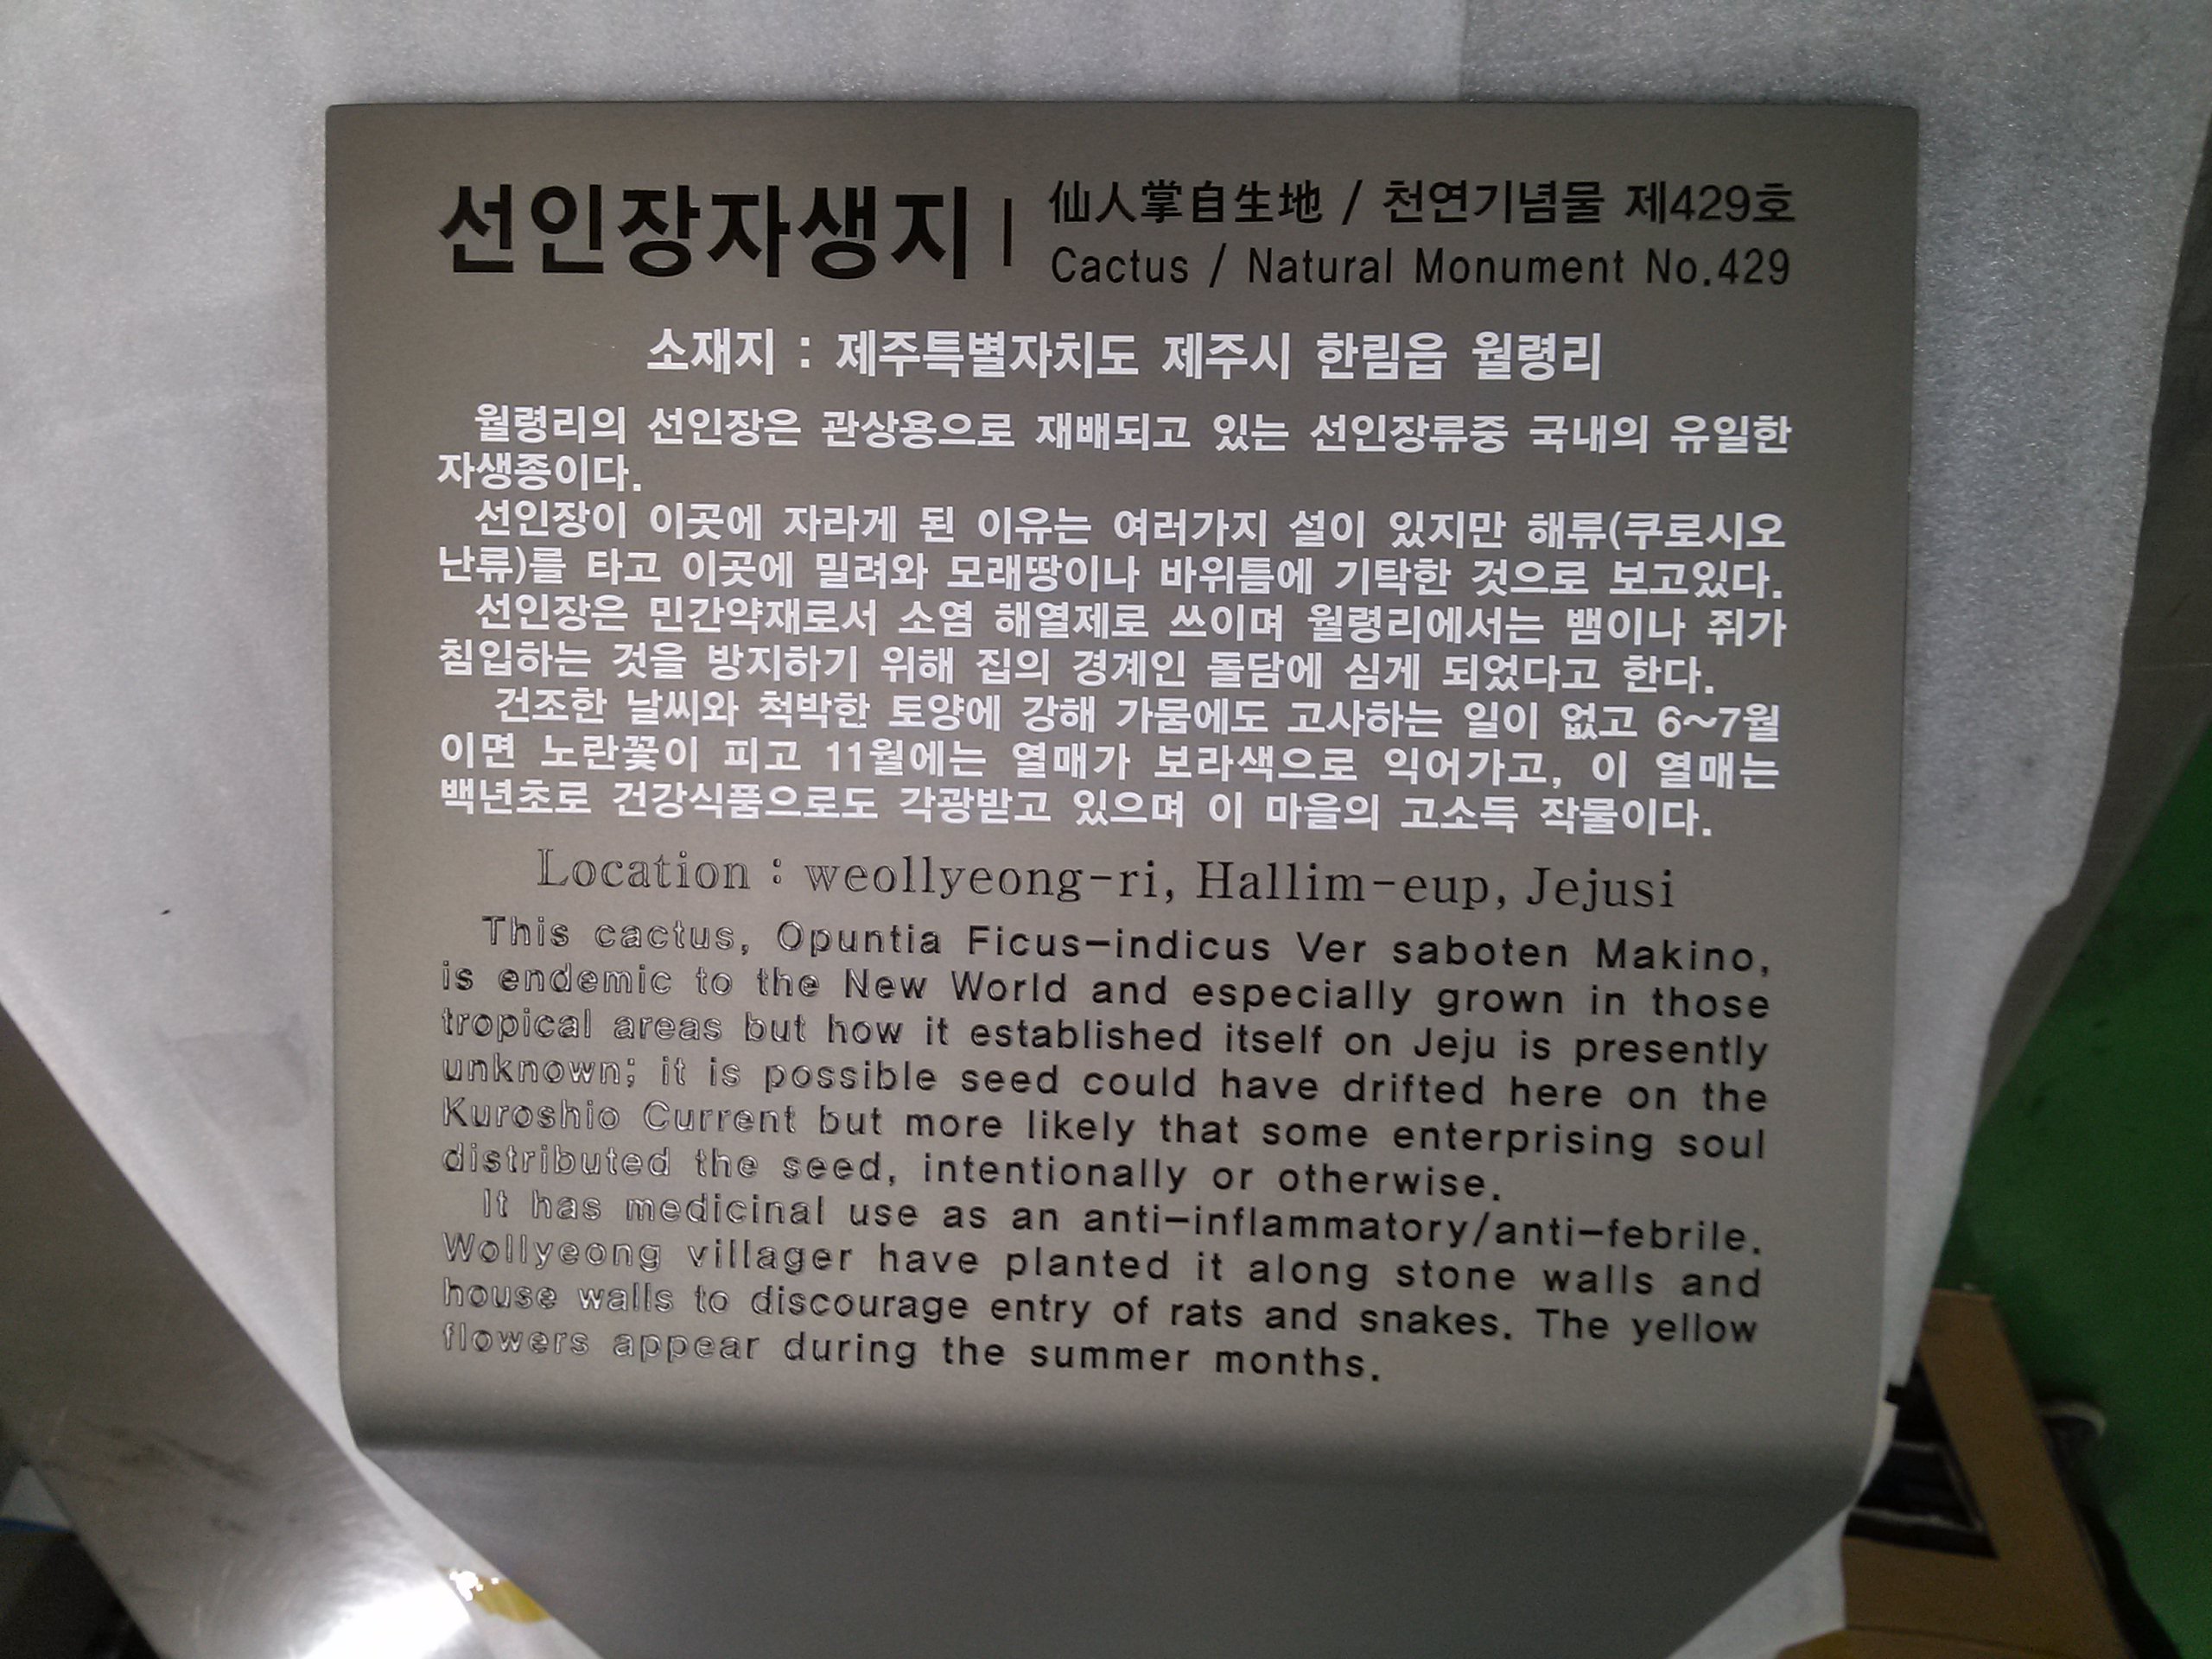 선인장자생지 | 仙人掌自生地 / 천연기념물 제429호
Cactus / Natural Monument No.429
소재지 : 제주특별자치도 제주시 한림읍 월령리
월령리의 선인장은 관상용으로 재배되고 있는 선인장류중 국내의 유일한
자생종이다.
선인장이 이곳에 자라게 된 이유는 여러가지 설이 있지만 해류(쿠로시오
난류)를 타고 이곳에 밀려와 모래땅이나 바위틈에 기탁한 것으로 보고있다.
선인장은 민간약재로서 소염 해열제로 쓰이며 월령리에서는 뱀이나 쥐가
침입하는 것을 방지하기 위해 집의 경계인 돌담에 심게 되었다고 한다.
건조한 날씨와 척박한 토양에 강해 가뭄에도 고사하는 일이 없고 6~7월
이면 노란꽃이 피고 11월에는 열매가 보라색으로 익어가고, 이 열매는
백년초로 건강식품으로도 각광받고 있으며 이 마을의 고소득 작물이다.
Location : weollyeong-ri, Hallim-eup, Jejusi
This cactus, Opuntia Ficus-indicus Ver saboten Makino,
is endemic to the New World and especially grown in those
tropical areas but how it established itself on Jeju is presently
unknown; it is possible seed could have drifted here on the
Kuroshio Current but more likely that some enterprising soul
distributed the seed, intentionally or otherwise.
It has medicinal use as an anti-inflammatory/anti-febrile.
Wollyeong villager have planted it along stone walls and
house walls to discourage entry of rats and snakes. The yellow
flowers appear during the summer months.